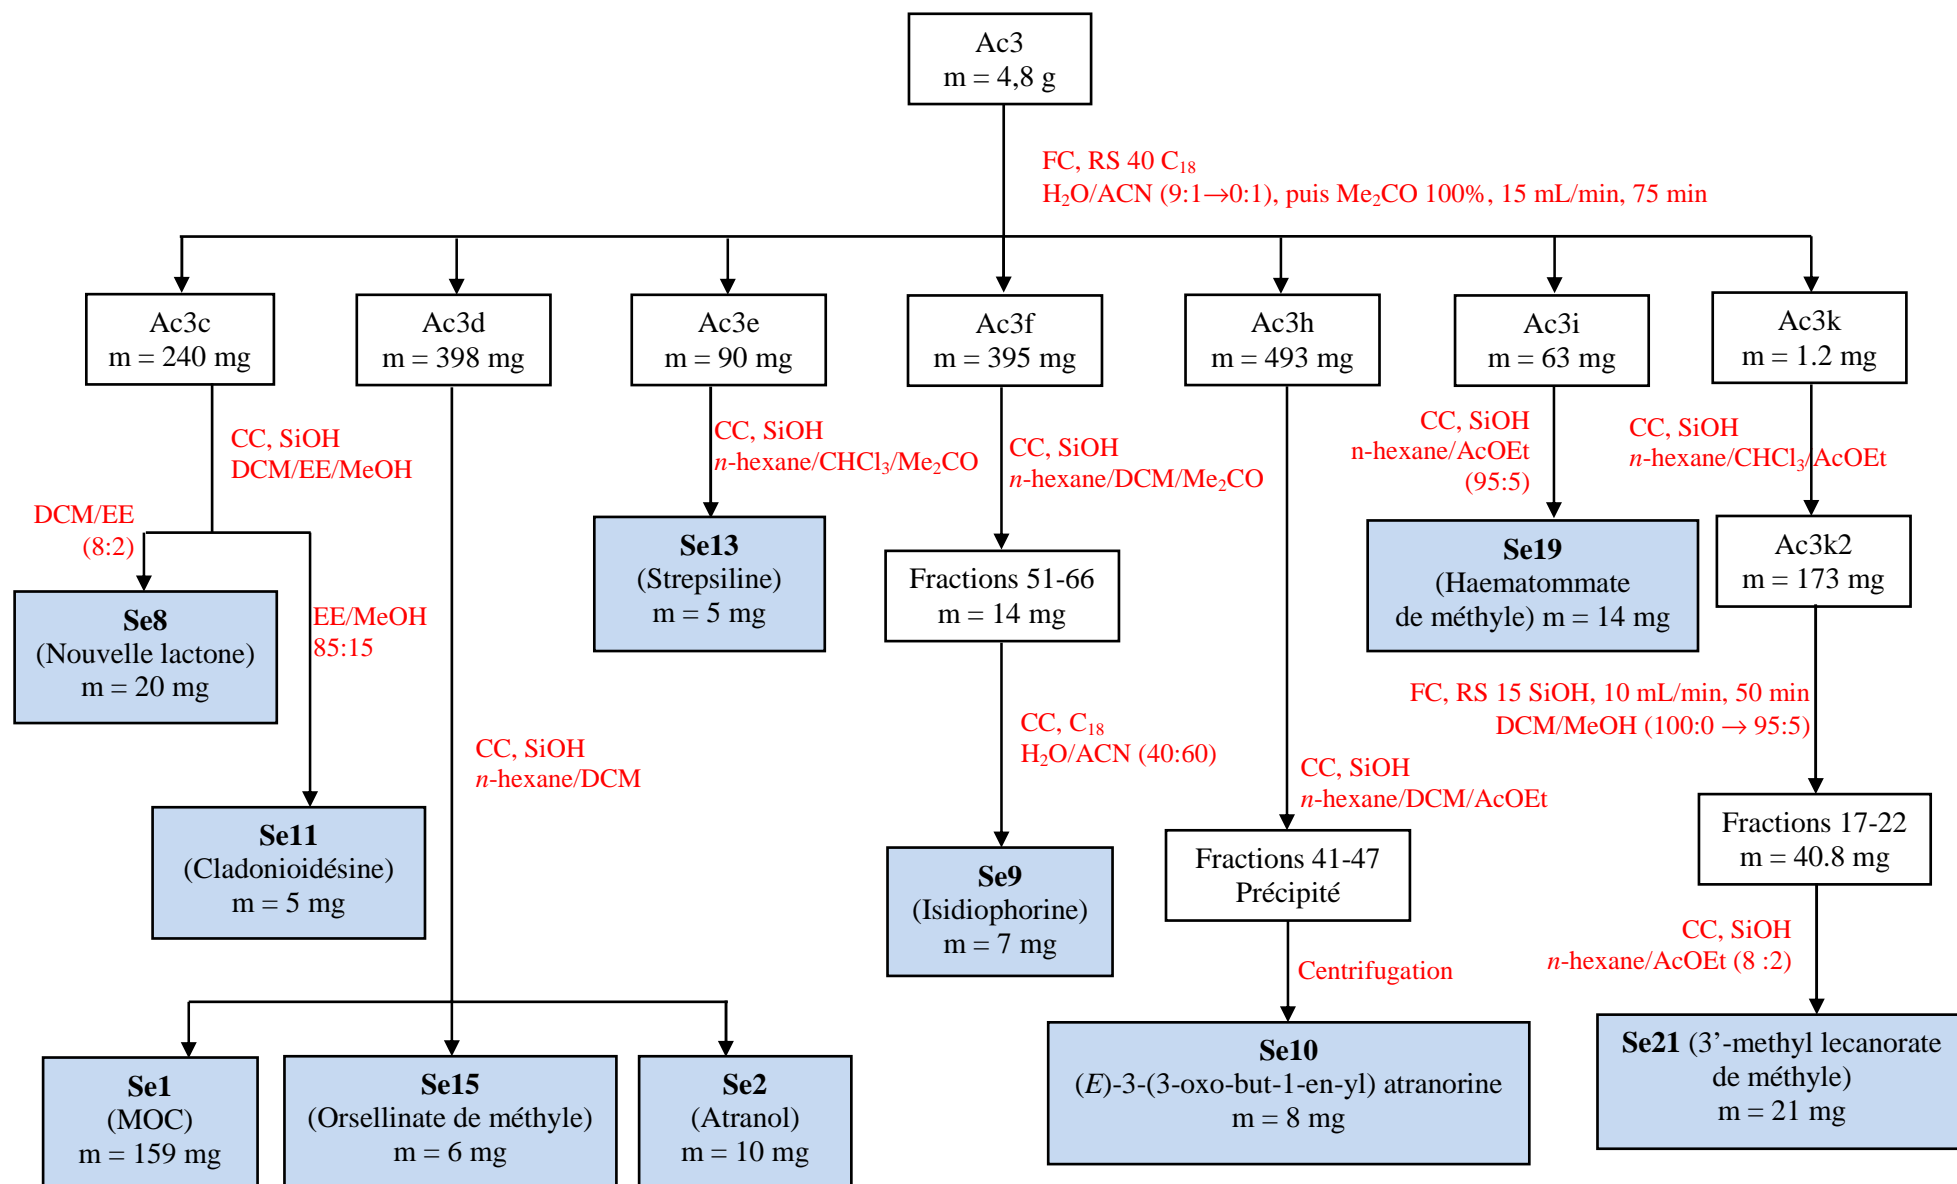 Ac3
m = 4,8 g
FC, RS 40 C₁₈
H₂O/ACN (9:1→0:1), puis Me₂CO 100%, 15 mL/min, 75 min
Ac3c
m = 240 mg
Ac3d
m = 398 mg
Ac3e
m = 90 mg
Ac3f
m = 395 mg
Ac3h
m = 493 mg
Ac3i
m = 63 mg
Ac3k
m = 1.2 mg
CC, SiOH
DCM/EE/MeOH
CC, SiOH
n-hexane/CHCl₃/Me₂CO
CC, SiOH
n-hexane/DCM/Me₂CO
CC, SiOH
n-hexane/AcOEt
(95:5)
CC, SiOH
n-hexane/CHCl₃/AcOEt
DCM/EE
(8:2)
Se8
(Nouvelle lactone)
m = 20 mg
EE/MeOH
85:15
Se13
(Strepsiline)
m = 5 mg
Fractions 51-66
m = 14 mg
Se19
(Haematommate
de méthyle) m = 14 mg
Ac3k2
m = 173 mg
CC, SiOH
n-hexane/DCM
CC, C₁₈
H₂O/ACN (40:60)
CC, SiOH
n-hexane/DCM/AcOEt
FC, RS 15 SiOH, 10 mL/min, 50 min
DCM/MeOH (100:0 → 95:5)
Se11
(Cladonioidésine)
m = 5 mg
Se9
(Isidiophorine)
m = 7 mg
Fractions 41-47
Précipité
Fractions 17-22
m = 40.8 mg
Centrifugation
CC, SiOH
n-hexane/AcOEt (8 :2)
Se1
(MOC)
m = 159 mg
Se15
(Orsellinate de méthyle)
m = 6 mg
Se2
(Atranol)
m = 10 mg
Se10
(E)-3-(3-oxo-but-1-en-yl) atranorine
m = 8 mg
Se21 (3’-methyl lecanorate
de méthyle)
m = 21 mg